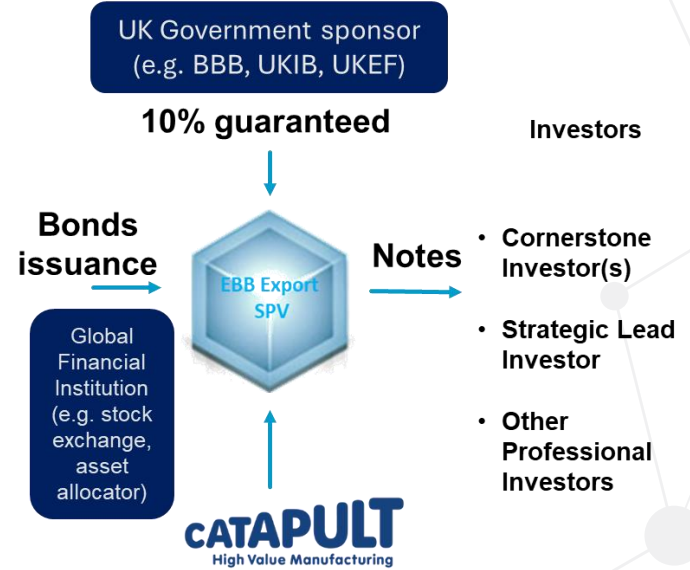 UK Government sponsor
(e.g. BBB, UKIB, UKEF)
10% guaranteed
Investors
Bonds
issuance
Global
Financial
Institution
(e.g. stock
exchange,
asset
allocator)
EBB Export
SPV
Notes
• Cornerstone
Investor(s)
• Strategic Lead
Investor
• Other
Professional
Investors
CATAPULT
High Value Manufacturing